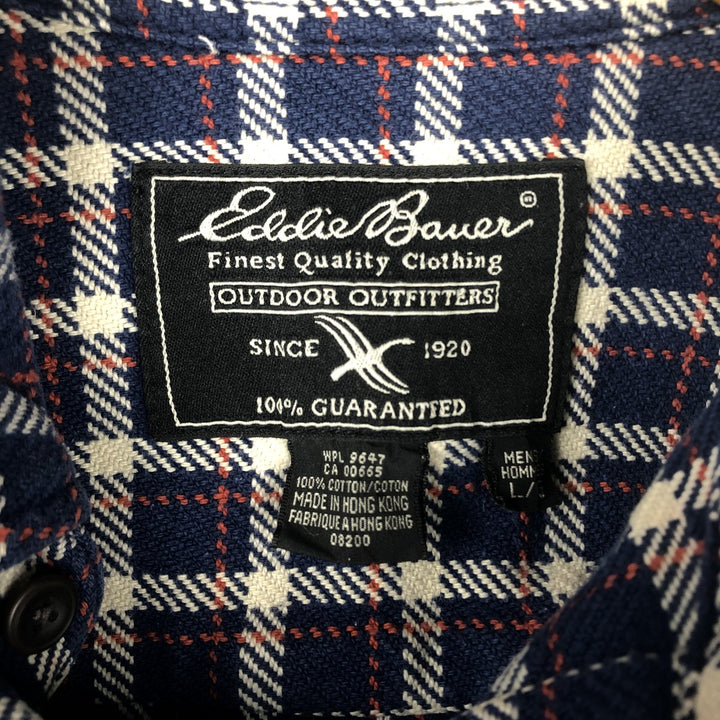 Eddie Bauer ®
Finest Quality Clothing
OUTDOOR OUTFITTERS
SINCE 1920
100% GUARANTEED
WPL 9647
CA 00665
100% COTTON/COTON
MADE IN HONG KONG
FABRIQUE A HONG KONG
08200
MENS
HOMM
L/